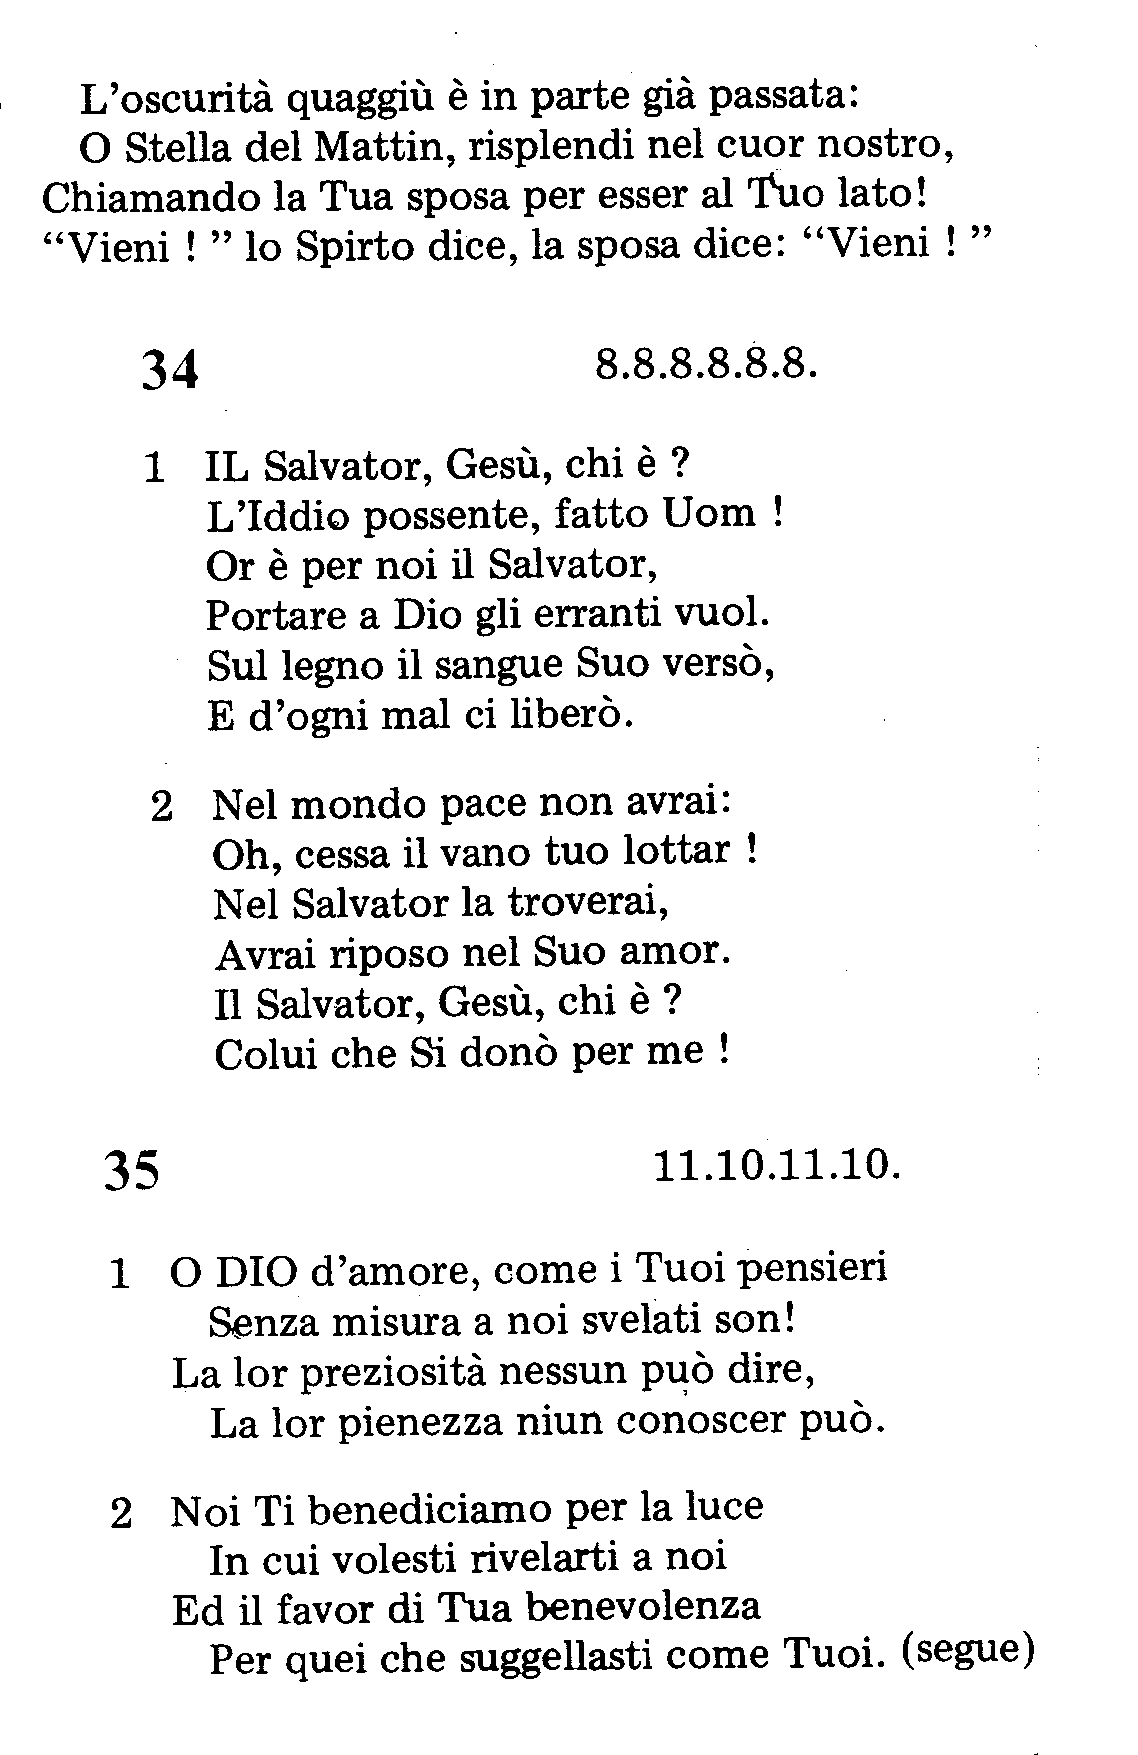 L'oscurità quaggiù è in parte già passata:
O Stella del Mattin, risplendi nel cuor nostro,
Chiamando la Tua sposa per esser al Tuo lato!
“Vieni ! ” lo Spirto dice, la sposa dice: “Vieni ! ”
34 8.8.8.8.8.8.
1 IL Salvator, Gesù, chi è ?
L'Iddio possente, fatto Uom !
Or è per noi il Salvator,
Portare a Dio gli erranti vuol.
Sul legno il sangue Suo versò,
E d'ogni mal ci liberò.
2 Nel mondo pace non avrai:
Oh, cessa il vano tuo lottar !
Nel Salvator la troverai,
Avrai riposo nel Suo amor.
Il Salvator, Gesù, chi è ?
Colui che Si donò per me !
35 11.10.11.10.
1 O DIO d'amore, come i Tuoi pensieri
Senza misura a noi svelati son!
La lor preziosità nessun può dire,
La lor pienezza niun conoscer può.
2 Noi Ti benediciamo per la luce
In cui volesti rivelarti a noi
Ed il favor di Tua benevolenza
Per quei che suggellasti come Tuoi. (segue)